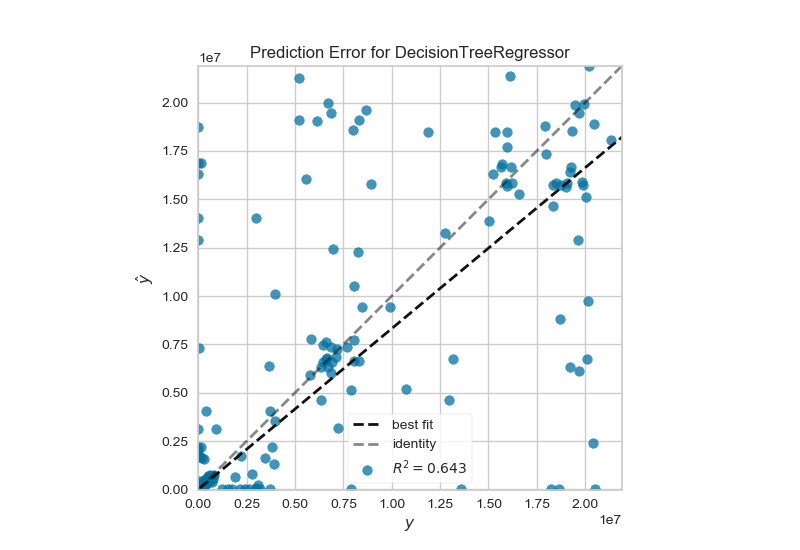 Prediction Error for DecisionTreeRegressor
1e7
2.00
1.75
1.50
1.25
1.00
0.75
0.50
0.25
0.00
ŷ
best fit
identity
R² = 0.643
0.00 0.25 0.50 0.75 1.00 1.25 1.50 1.75 2.00
1e7
y